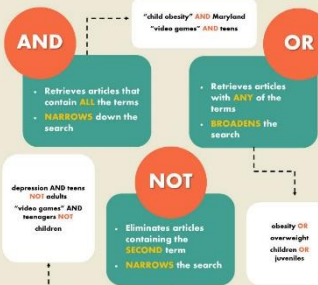 "child obesity" AND Maryland
"video games" AND teens
AND
• Retrieves articles that
contain ALL the terms
• NARROWS down the
search
OR
• Retrieves articles
with ANY of the
terms
• BROADENS the
search
depression AND teens
NOT adults
"video games" AND
teenagers NOT
children
NOT
• Eliminates articles
containing the
SECOND term
• NARROWS the search
obesity OR
overweight
children OR
juveniles